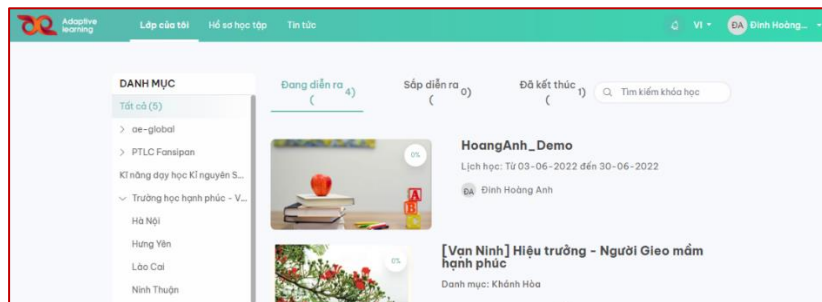 Adaptive
learning
Lớp của tôi
Hồ sơ học tập
Tin tức
VI
ĐA
Đinh Hoàng...
DANH MỤC
Tất cả (5)
> ae-global
> PTLC Fansipan
Kĩ năng dạy học Kỉ nguyên S...
Trường học hạnh phúc - V...
Hà Nội
Hưng Yên
Lào Cai
Ninh Thuận
Đang diễn ra (4)
Sắp diễn ra (0)
Đã kết thúc (1)
Tìm kiếm khóa học
0%
HoangAnh_Demo
Lịch học: Từ 03-06-2022 đến 30-06-2022
ĐA Đinh Hoàng Anh
A
B
0%
[Vạn Ninh] Hiệu trưởng - Người Gieo mầm
hạnh phúc
Danh mục: Khánh Hòa